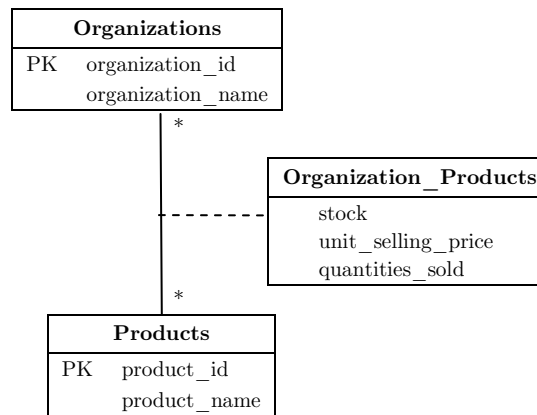 Organizations
PK organization_id
organization_name
*
Organization_Products
stock
unit_selling_price
quantities_sold
*
Products
PK product_id
product_name